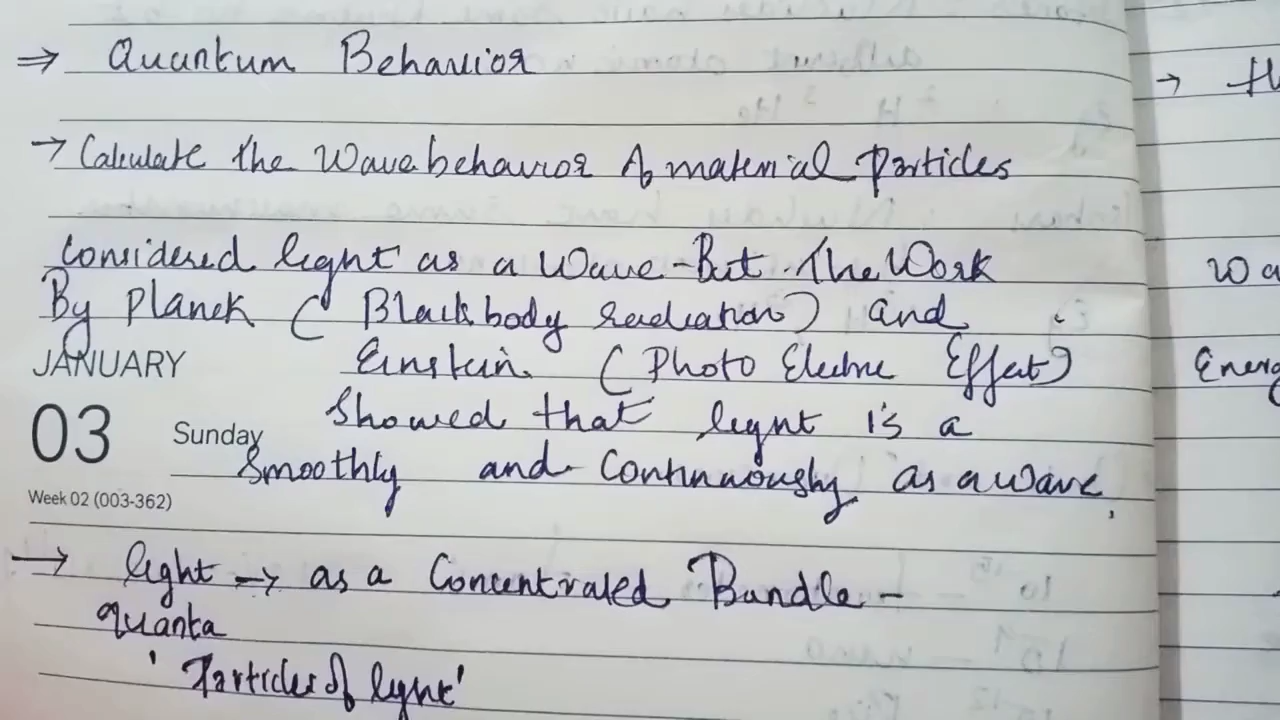 ⇒ Quantum Behavior
→ Calculate the Wave behavior of material Particles
Considered light as a Wave - But the Work
By Planck ( Blackbody radiation) and
JANUARY
Einstein (Photo Electric Effect)
03
Sunday
Showed that light is a
Smoothly and Continuously as a wave,
Week 02 (003-362)
→ light → as a Concentrated Bundle -
quanta
' Particles of light'
→
Energ